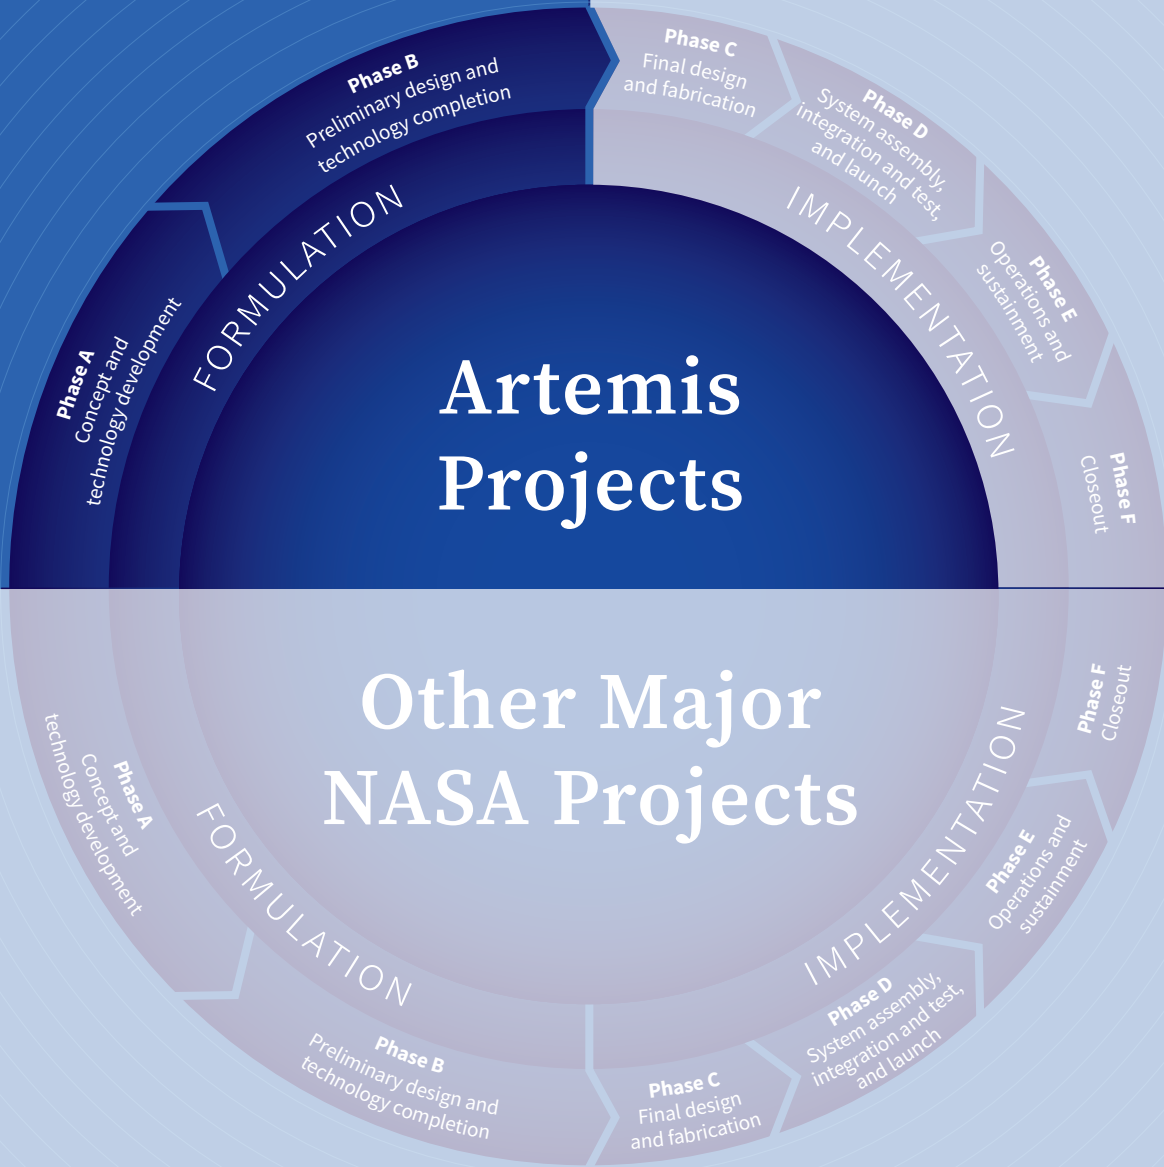 Phase A
Concept and
technology development
Phase B
Preliminary design and
technology completion
FORMULATION
Phase C
Final design
and fabrication
Phase D
System assembly,
integration and test,
and launch
Phase E
Operations and
sustainment
Phase F
Closeout
IMPLEMENTATION
Artemis
Projects
Other Major
NASA Projects
Phase A
Concept and
technology development
Phase B
Preliminary design and
technology completion
FORMULATION
Phase C
Final design
and fabrication
Phase D
System assembly,
integration and test,
and launch
Phase E
Operations and
sustainment
Phase F
Closeout
IMPLEMENTATION